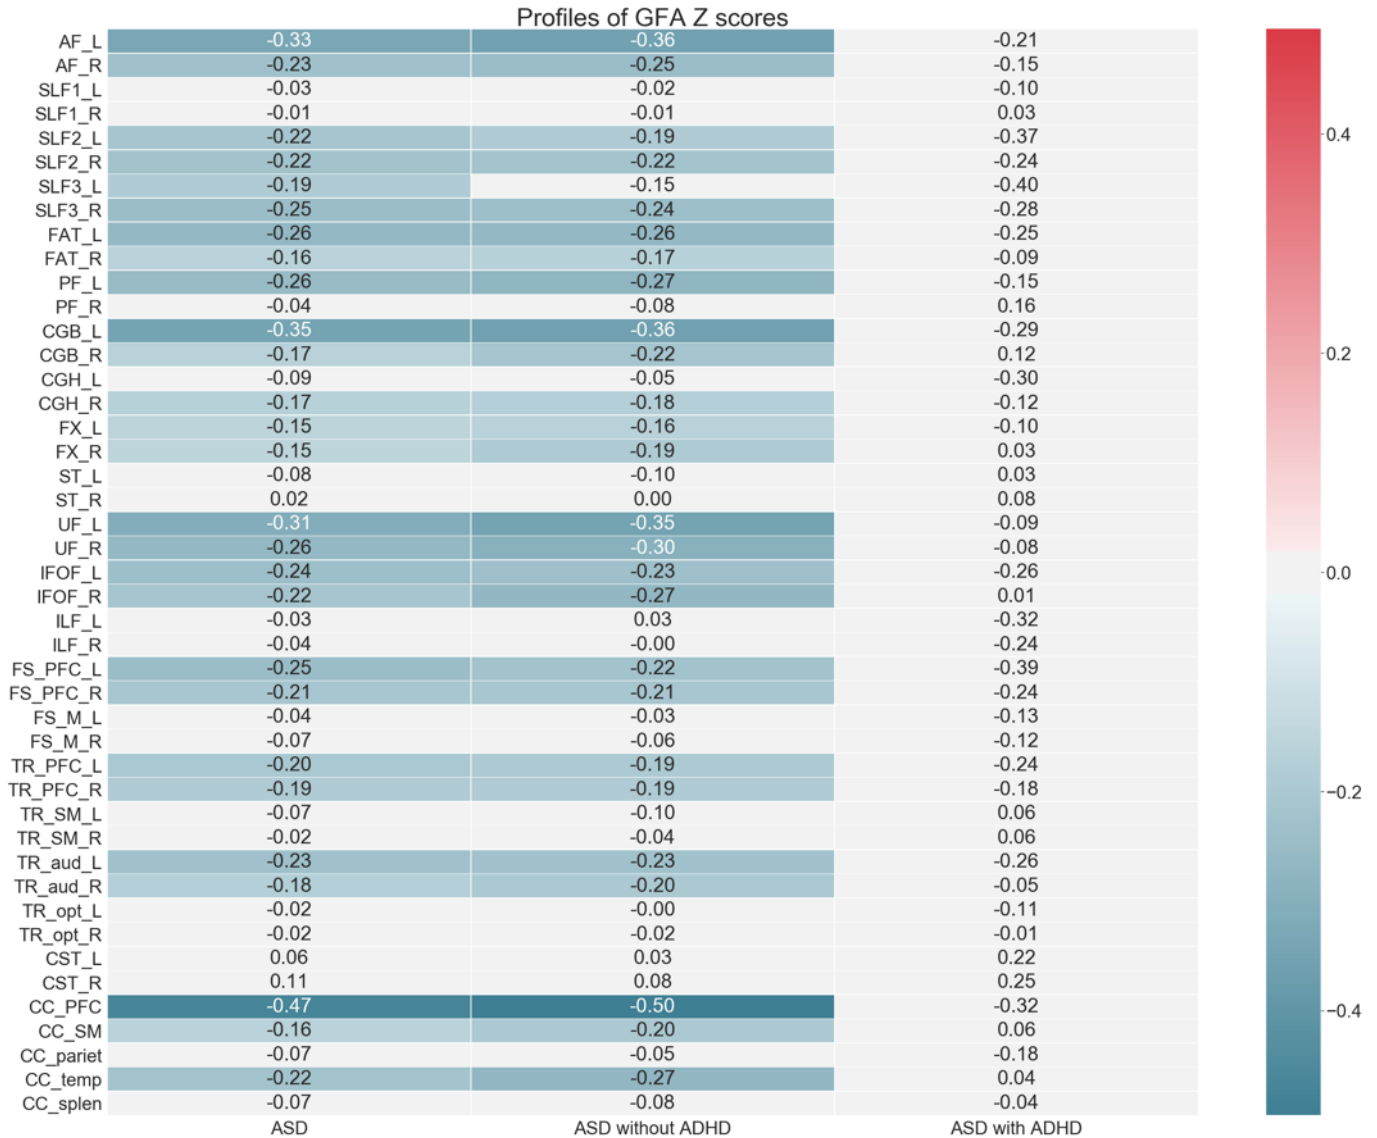 Profiles of GFA Z scores
AF_L -0.33 -0.36 -0.21
AF_R -0.23 -0.25 -0.15
SLF1_L -0.03 -0.02 -0.10
SLF1_R -0.01 -0.01 0.03
SLF2_L -0.22 -0.19 -0.37
SLF2_R -0.22 -0.22 -0.24
SLF3_L -0.19 -0.15 -0.40
SLF3_R -0.25 -0.24 -0.28
FAT_L -0.26 -0.26 -0.25
FAT_R -0.16 -0.17 -0.09
PF_L -0.26 -0.27 -0.15
PF_R -0.04 -0.08 0.16
CGB_L -0.35 -0.36 -0.29
CGB_R -0.17 -0.22 0.12
CGH_L -0.09 -0.05 -0.30
CGH_R -0.17 -0.18 -0.12
FX_L -0.15 -0.16 -0.10
FX_R -0.15 -0.19 0.03
ST_L -0.08 -0.10 0.03
ST_R 0.02 0.00 0.08
UF_L -0.31 -0.35 -0.09
UF_R -0.26 -0.30 -0.08
IFOF_L -0.24 -0.23 -0.26
IFOF_R -0.22 -0.27 0.01
ILF_L -0.03 0.03 -0.32
ILF_R -0.04 -0.00 -0.24
FS_PFC_L -0.25 -0.22 -0.39
FS_PFC_R -0.21 -0.21 -0.24
FS_M_L -0.04 -0.03 -0.13
FS_M_R -0.07 -0.06 -0.12
TR_PFC_L -0.20 -0.19 -0.24
TR_PFC_R -0.19 -0.19 -0.18
TR_SM_L -0.07 -0.10 0.06
TR_SM_R -0.02 -0.04 0.06
TR_aud_L -0.23 -0.23 -0.26
TR_aud_R -0.18 -0.20 -0.05
TR_opt_L -0.02 -0.00 -0.11
TR_opt_R -0.02 -0.02 -0.01
CST_L 0.06 0.03 0.22
CST_R 0.11 0.08 0.25
CC_PFC -0.47 -0.50 -0.32
CC_SM -0.16 -0.20 0.06
CC_pariet -0.07 -0.05 -0.18
CC_temp -0.22 -0.27 0.04
CC_splen -0.07 -0.08 -0.04
ASD ASD without ADHD ASD with ADHD
0.4
0.2
0.0
−0.2
−0.4